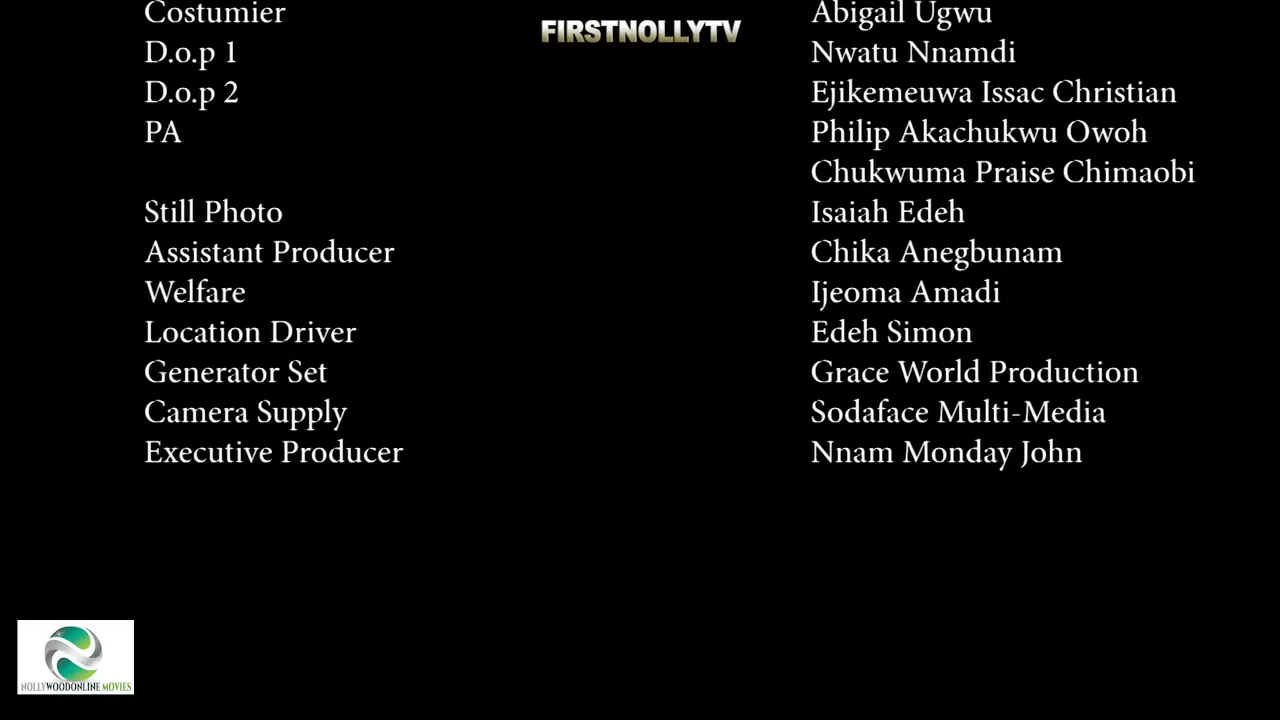 FIRSTNOLLYTV
Costumier Abigail Ugwu
D.o.p 1 Nwatu Nnamdi
D.o.p 2 Ejikemeuwa Issac Christian
PA Philip Akachukwu Owoh
Chukwuma Praise Chimaobi
Still Photo Isaiah Edeh
Assistant Producer Chika Anegbunam
Welfare Ijeoma Amadi
Location Driver Edeh Simon
Generator Set Grace World Production
Camera Supply Sodaface Multi-Media
Executive Producer Nnam Monday John
NOLLYWOODONLINE MOVIES